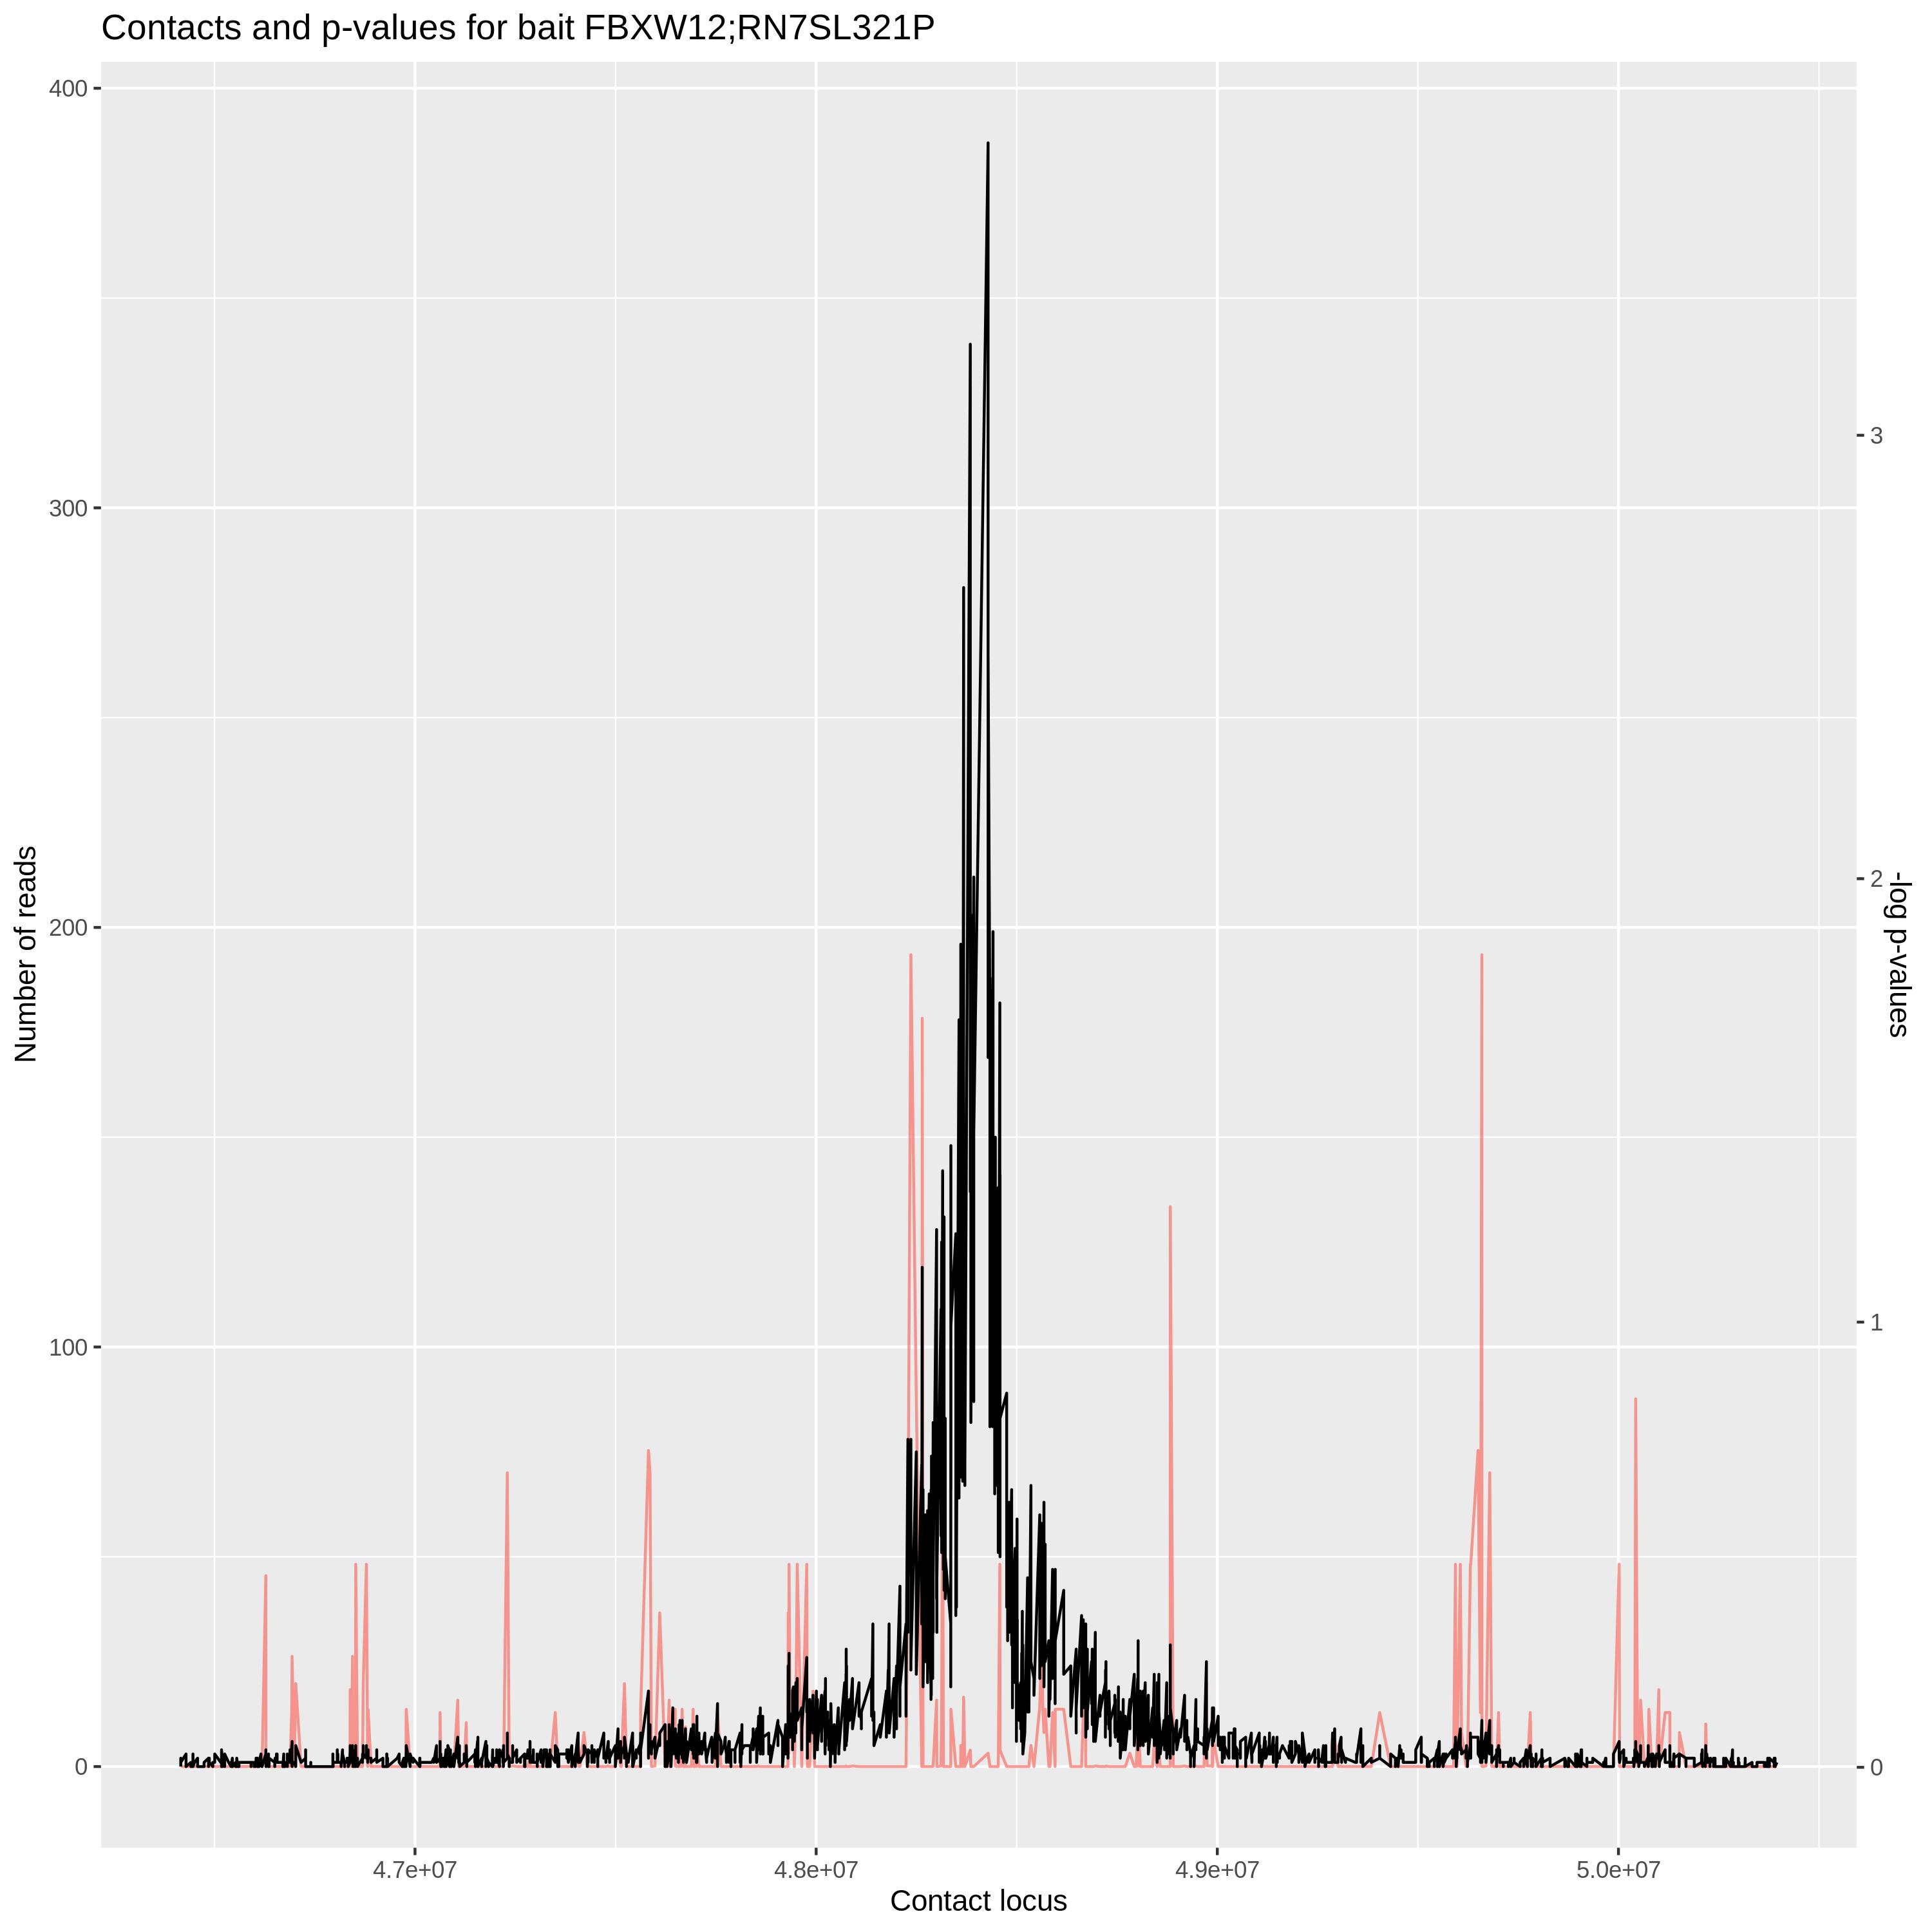 Contacts and p-values for bait FBXW12;RN7SL321P
400
300
200
100
0
Number of reads
3
2
1
0
-log p-values
4.7e+07
4.8e+07
4.9e+07
5.0e+07
Contact locus